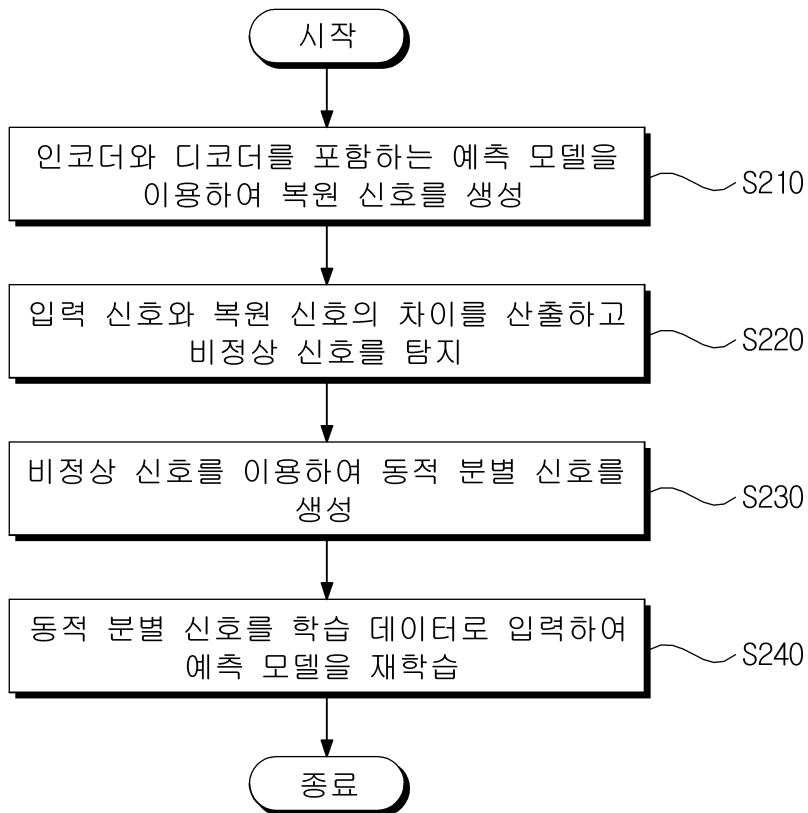 시작
인코더와 디코더를 포함하는 예측 모델을
이용하여 복원 신호를 생성
S210
입력 신호와 복원 신호의 차이를 산출하고
비정상 신호를 탐지
S220
비정상 신호를 이용하여 동적 분별 신호를
생성
S230
동적 분별 신호를 학습 데이터로 입력하여
예측 모델을 재학습
S240
종료